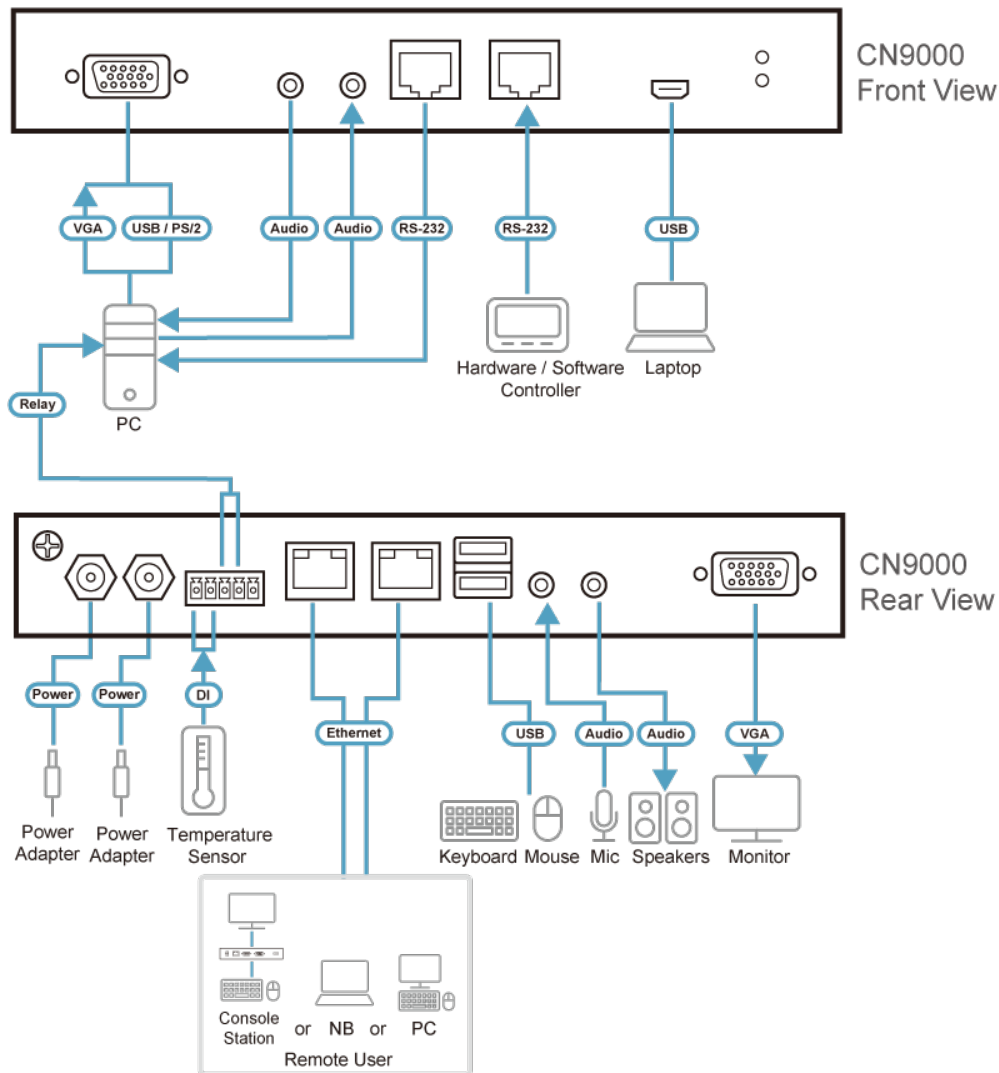 CN9000
Front View
VGA
USB / PS/2
Audio
Audio
RS-232
RS-232
USB
Hardware / Software
Controller
Laptop
Relay
PC
CN9000
Rear View
Power
Power
DI
Ethernet
USB
Audio
Audio
VGA
Power
Adapter
Power
Adapter
Temperature
Sensor
Keyboard
Mouse
Mic
Speakers
Monitor
Console
Station
or
NB
or
PC
Remote User